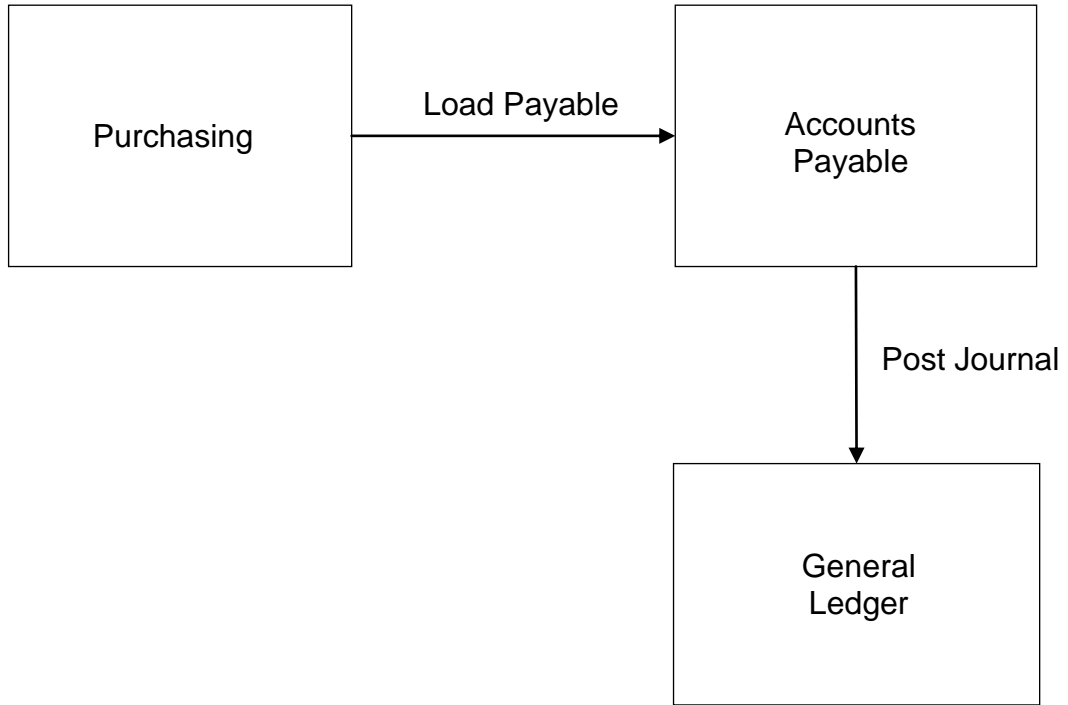 Load Payable
Purchasing
Accounts
Payable
Post Journal
General
Ledger